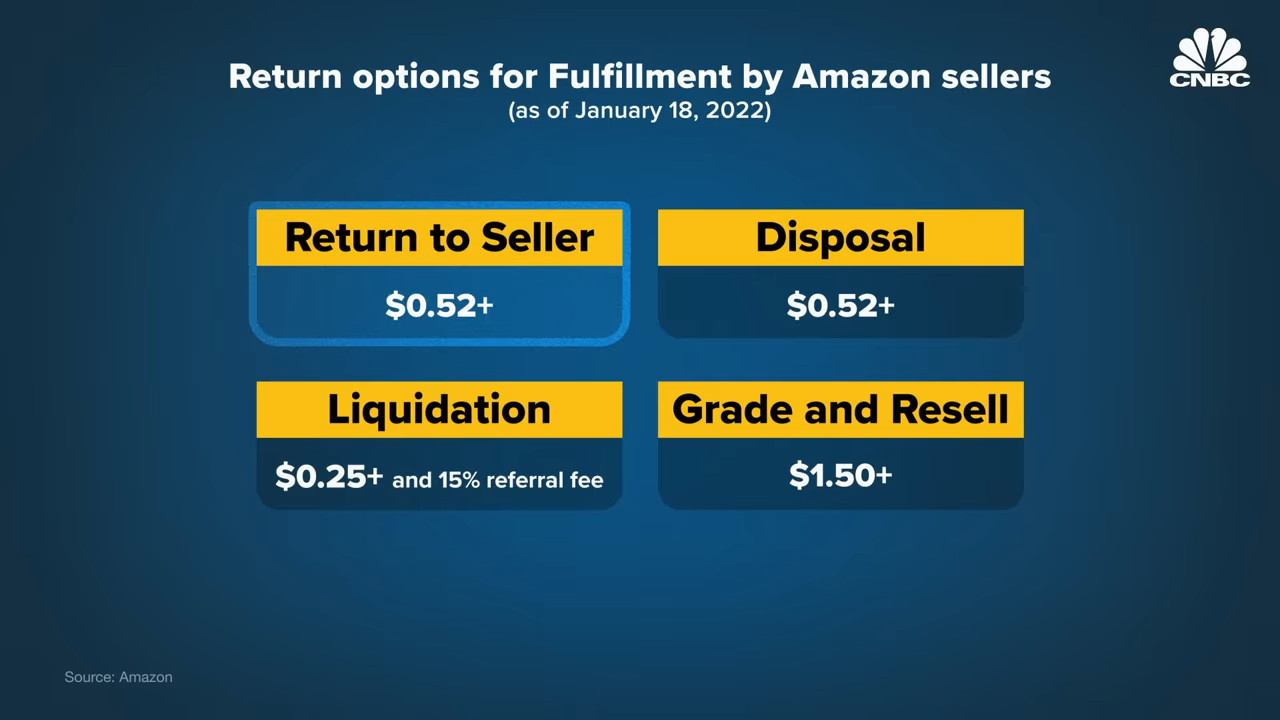 Return options for Fulfillment by Amazon sellers
(as of January 18, 2022)
CNBC
Return to Seller
$0.52+
Disposal
$0.52+
Liquidation
$0.25+ and 15% referral fee
Grade and Resell
$1.50+
Source: Amazon